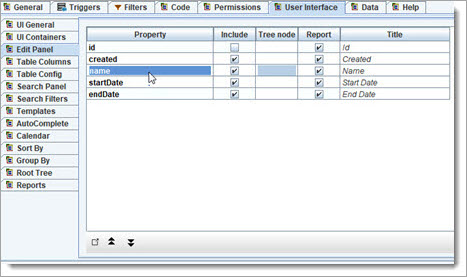 General Triggers Filters Code Permissions User Interface Data Help
UI General
UI Containers
Edit Panel
Table Columns
Table Config
Search Panel
Search Filters
Templates
AutoComplete
Calendar
Sort By
Group By
Root Tree
Reports
Property Include Tree node Report Title
id Id
created Created
name Name
startDate Start Date
endDate End Date